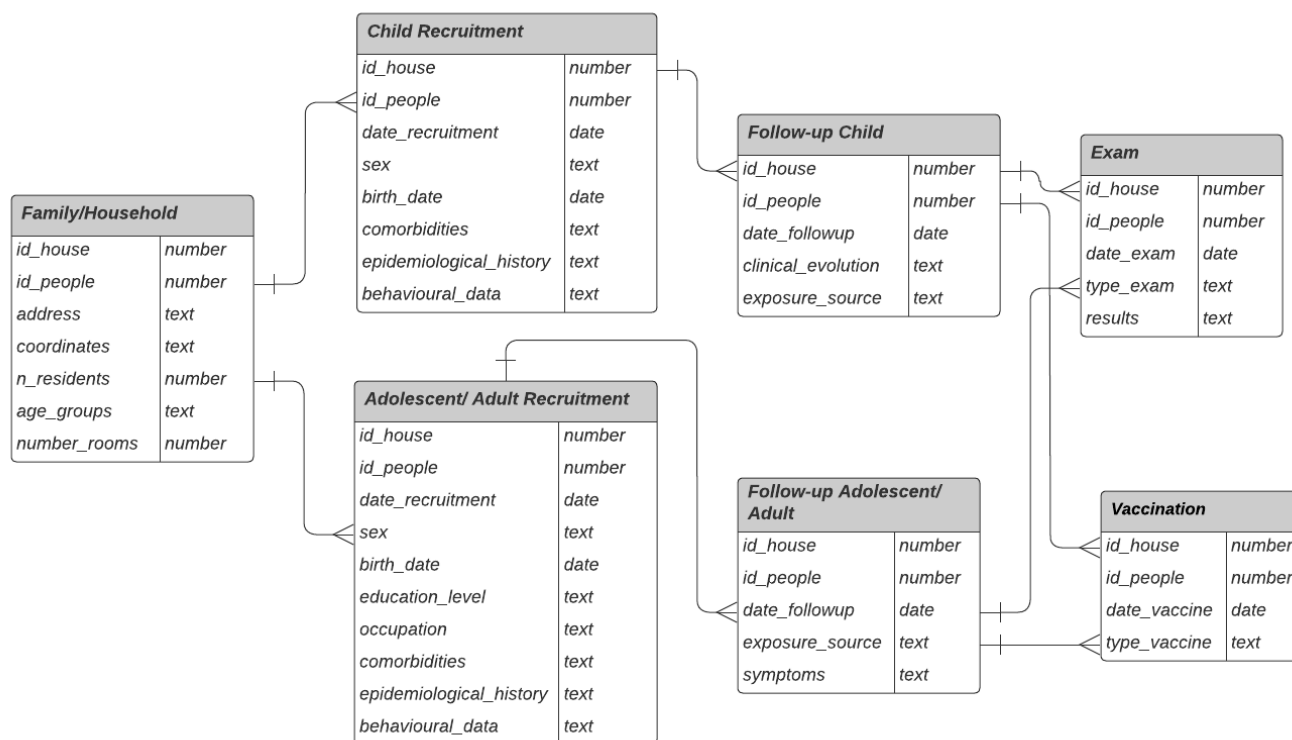 Child Recruitment
id_house number
id_people number
date_recruitment date
sex text
birth_date date
comorbidities text
epidemiological_history text
behavioural_data text
Follow-up Child
id_house number
id_people number
date_followup date
clinical_evolution text
exposure_source text
Exam
id_house number
id_people number
date_exam date
type_exam text
results text
Family/Household
id_house number
id_people number
address text
coordinates text
n_residents number
age_groups text
number_rooms number
Adolescent/ Adult Recruitment
id_house number
id_people number
date_recruitment date
sex text
birth_date date
education_level text
occupation text
comorbidities text
epidemiological_history text
behavioural_data text
Follow-up Adolescent/
Adult
id_house number
id_people number
date_followup date
exposure_source text
symptoms text
Vaccination
id_house number
id_people number
date_vaccine date
type_vaccine text